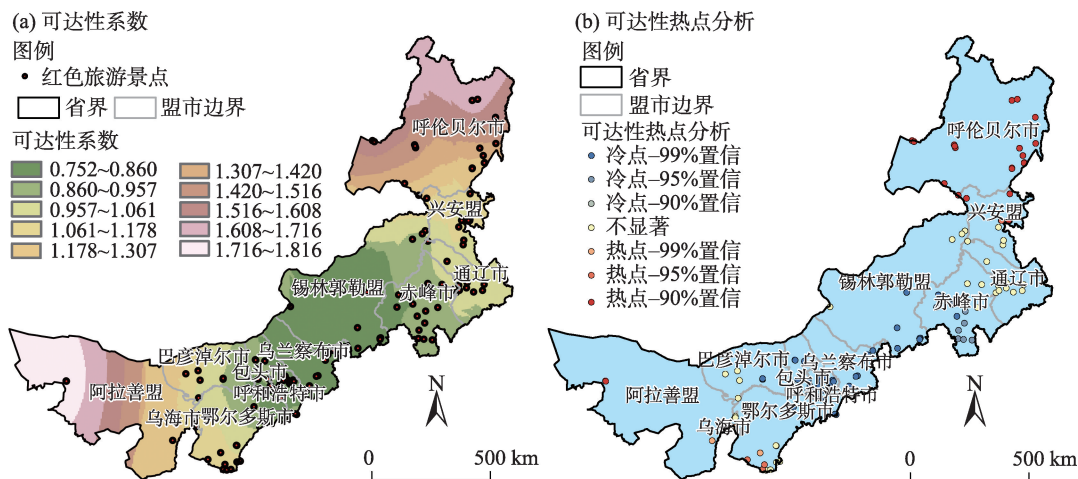 (a) 可达性系数
图例
红色旅游景点
省界
盟市边界
可达性系数
0.752~0.860
0.860~0.957
0.957~1.061
1.061~1.178
1.178~1.307
1.307~1.420
1.420~1.516
1.516~1.608
1.608~1.716
1.716~1.816
呼伦贝尔市
兴安盟
通辽市
锡林郭勒盟
赤峰市
巴彦淖尔市
乌兰察布市
包头市
阿拉善盟
呼和浩特市
乌海市
鄂尔多斯市
N
0
500 km
(b) 可达性热点分析
图例
省界
盟市边界
可达性热点分析
冷点–99%置信
冷点–95%置信
冷点–90%置信
不显著
热点–99%置信
热点–95%置信
热点–90%置信
呼伦贝尔市
兴安盟
通辽市
锡林郭勒盟
赤峰市
巴彦淖尔市
乌兰察布市
包头市
阿拉善盟
呼和浩特市
鄂尔多斯市
乌海市
N
0
500 km